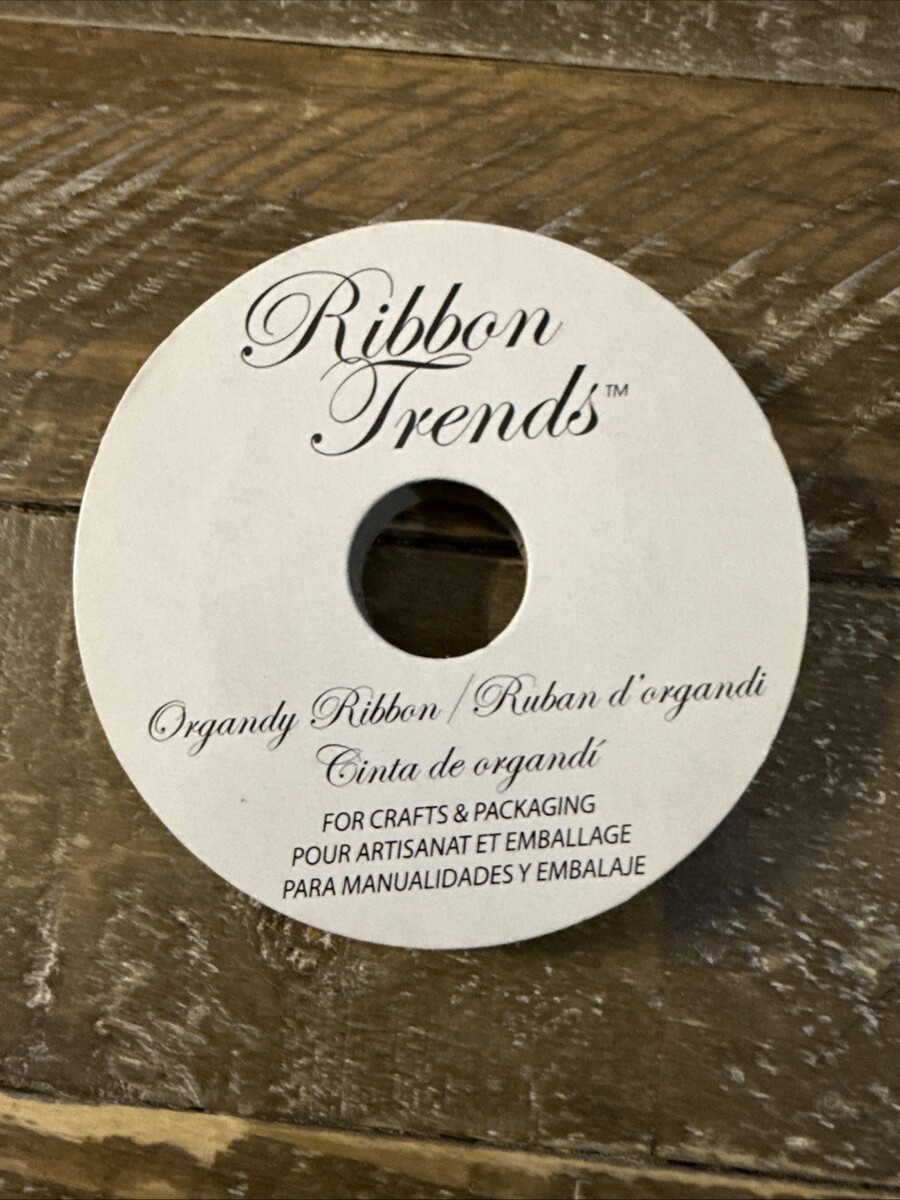 Ribbon
Trends™
Organdy Ribbon / Ruban d'organdi
Cinta de organdí
FOR CRAFTS & PACKAGING
POUR ARTISANAT ET EMBALLAGE
PARA MANUALIDADES Y EMBALAJE